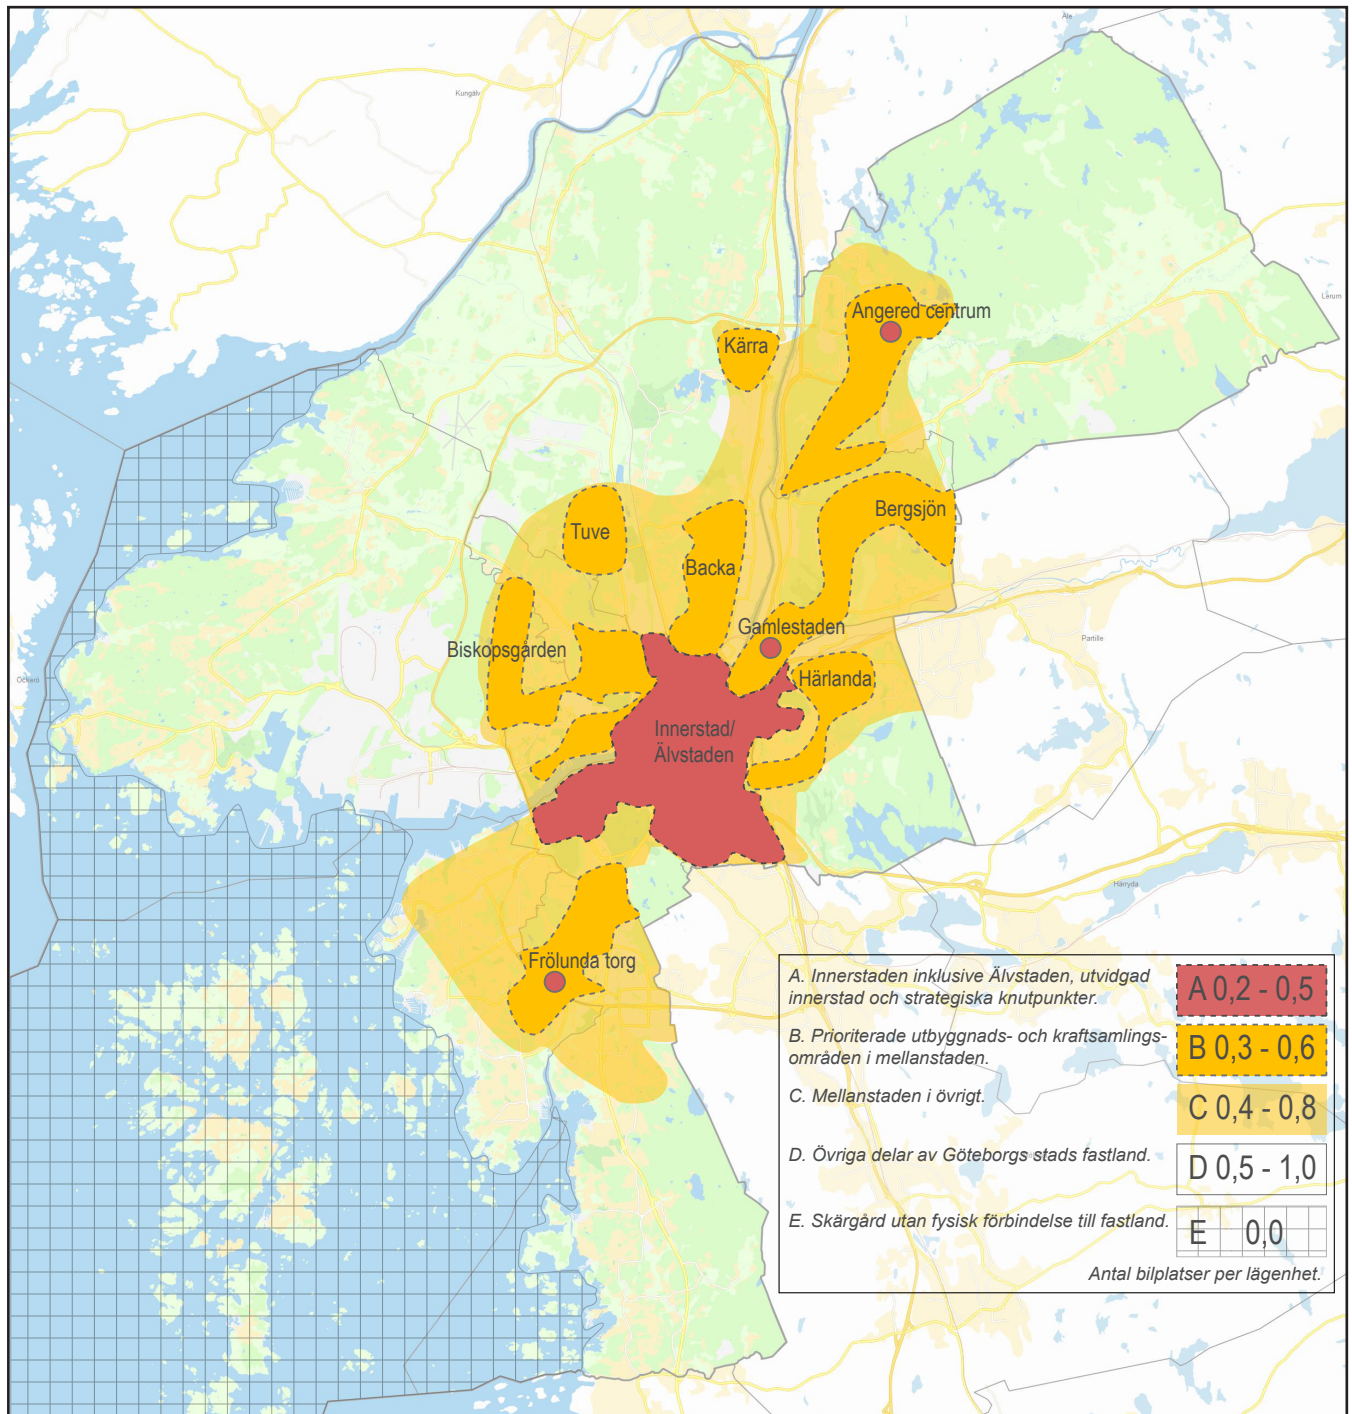 Ale
Kungälv
Lerum
Angered centrum
Kärra
Bergsjön
Tuve
Backa
Gamlestaden
Partille
Biskopsgården
Öckerö
Härlanda
Innerstad/
Älvstaden
Härryda
Frölunda torg
A. Innerstaden inklusive Älvstaden, utvidgad
innerstad och strategiska knutpunkter.
A 0,2 - 0,5
B. Prioriterade utbyggnads- och kraftsamlings-
områden i mellanstaden.
B 0,3 - 0,6
C. Mellanstaden i övrigt.
C 0,4 - 0,8
D. Övriga delar av Göteborgs stads fastland.
D 0,5 - 1,0
E. Skärgård utan fysisk förbindelse till fastland.
E 0,0
Antal bilplatser per lägenhet.